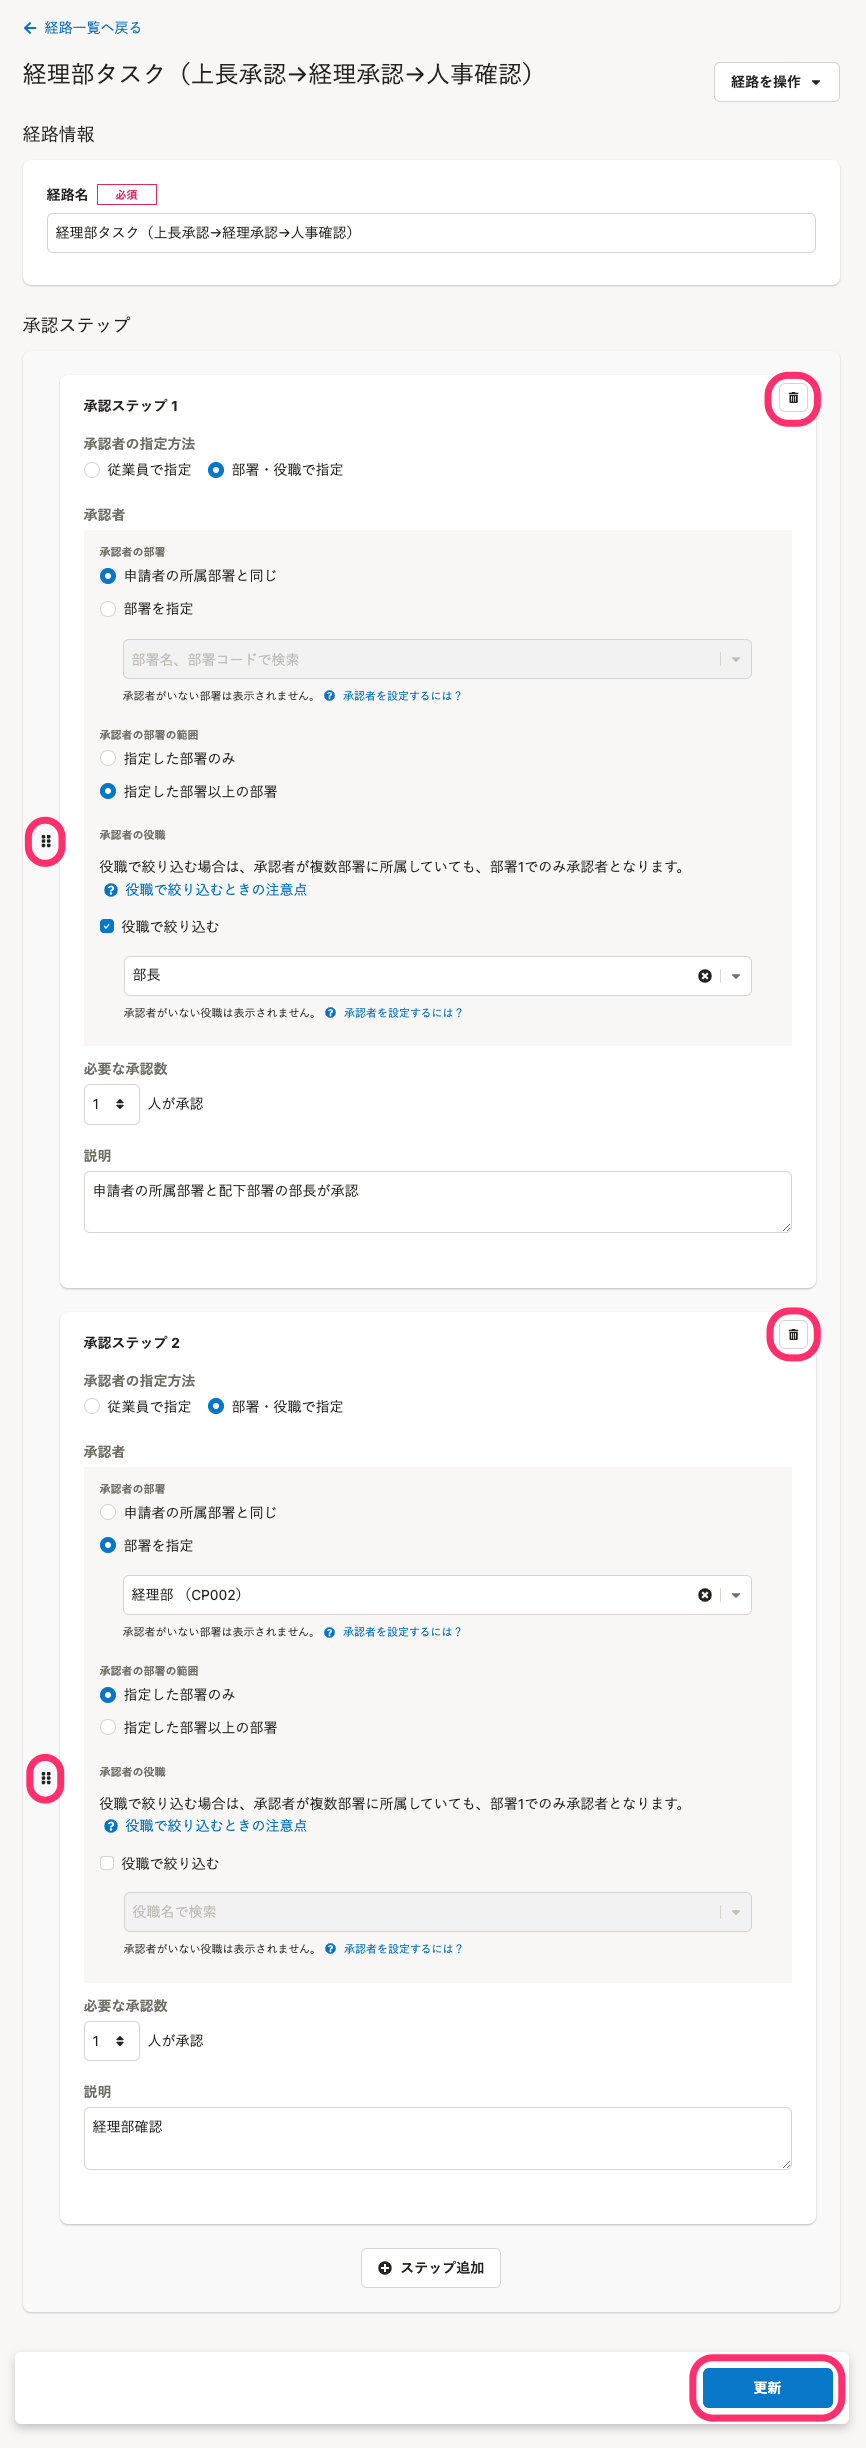 経路一覧へ戻る
経理部タスク（上長承認→経理承認→人事確認）
経路を操作
経路情報
経路名 必須
経理部タスク（上長承認→経理承認→人事確認）
承認ステップ
承認ステップ 1
承認者の指定方法
従業員で指定 部署・役職で指定
承認者
承認者の部署
申請者の所属部署と同じ
部署を指定
部署名、部署コードで検索
承認者がいない部署は表示されません。 承認者を設定するには？
承認者の部署の範囲
指定した部署のみ
指定した部署以上の部署
承認者の役職
役職で絞り込む場合は、承認者が複数部署に所属していても、部署1でのみ承認者となります。
役職で絞り込むときの注意点
役職で絞り込む
部長
承認者がいない役職は表示されません。 承認者を設定するには？
必要な承認数
1 人が承認
説明
申請者の所属部署と配下部署の部長が承認
承認ステップ 2
承認者の指定方法
従業員で指定 部署・役職で指定
承認者
承認者の部署
申請者の所属部署と同じ
部署を指定
経理部 （CP002）
承認者がいない部署は表示されません。 承認者を設定するには？
承認者の部署の範囲
指定した部署のみ
指定した部署以上の部署
承認者の役職
役職で絞り込む場合は、承認者が複数部署に所属していても、部署1でのみ承認者となります。
役職で絞り込むときの注意点
役職で絞り込む
役職名で検索
承認者がいない役職は表示されません。 承認者を設定するには？
必要な承認数
1 人が承認
説明
経理部確認
ステップ追加
更新